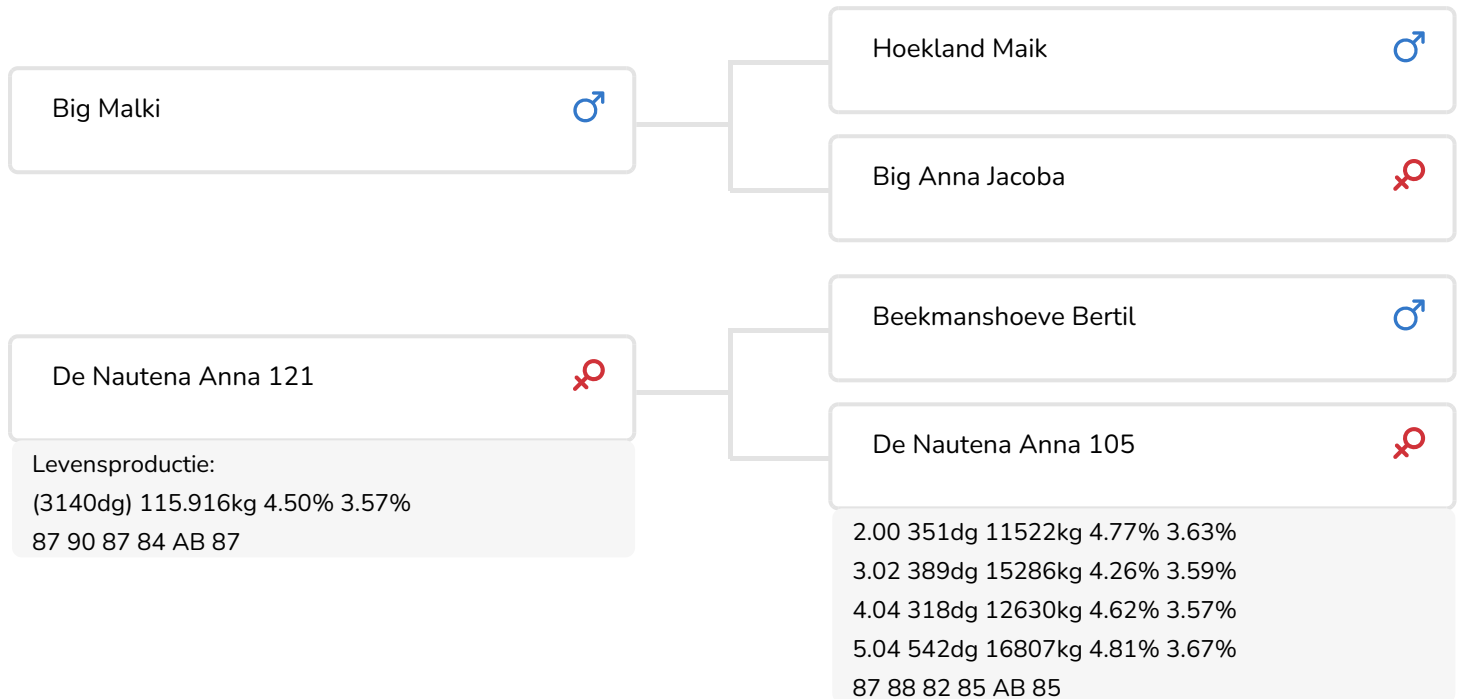 Big Malki
Hoekland Maik
Big Anna Jacoba
De Nautena Anna 121
Levensproductie:
(3140dg) 115.916kg 4.50% 3.57%
87 90 87 84 AB 87
Beekmanshoeve Bertil
De Nautena Anna 105
2.00 351dg 11522kg 4.77% 3.63%
3.02 389dg 15286kg 4.26% 3.59%
4.04 318dg 12630kg 4.62% 3.57%
5.04 542dg 16807kg 4.81% 3.67%
87 88 82 85 AB 85